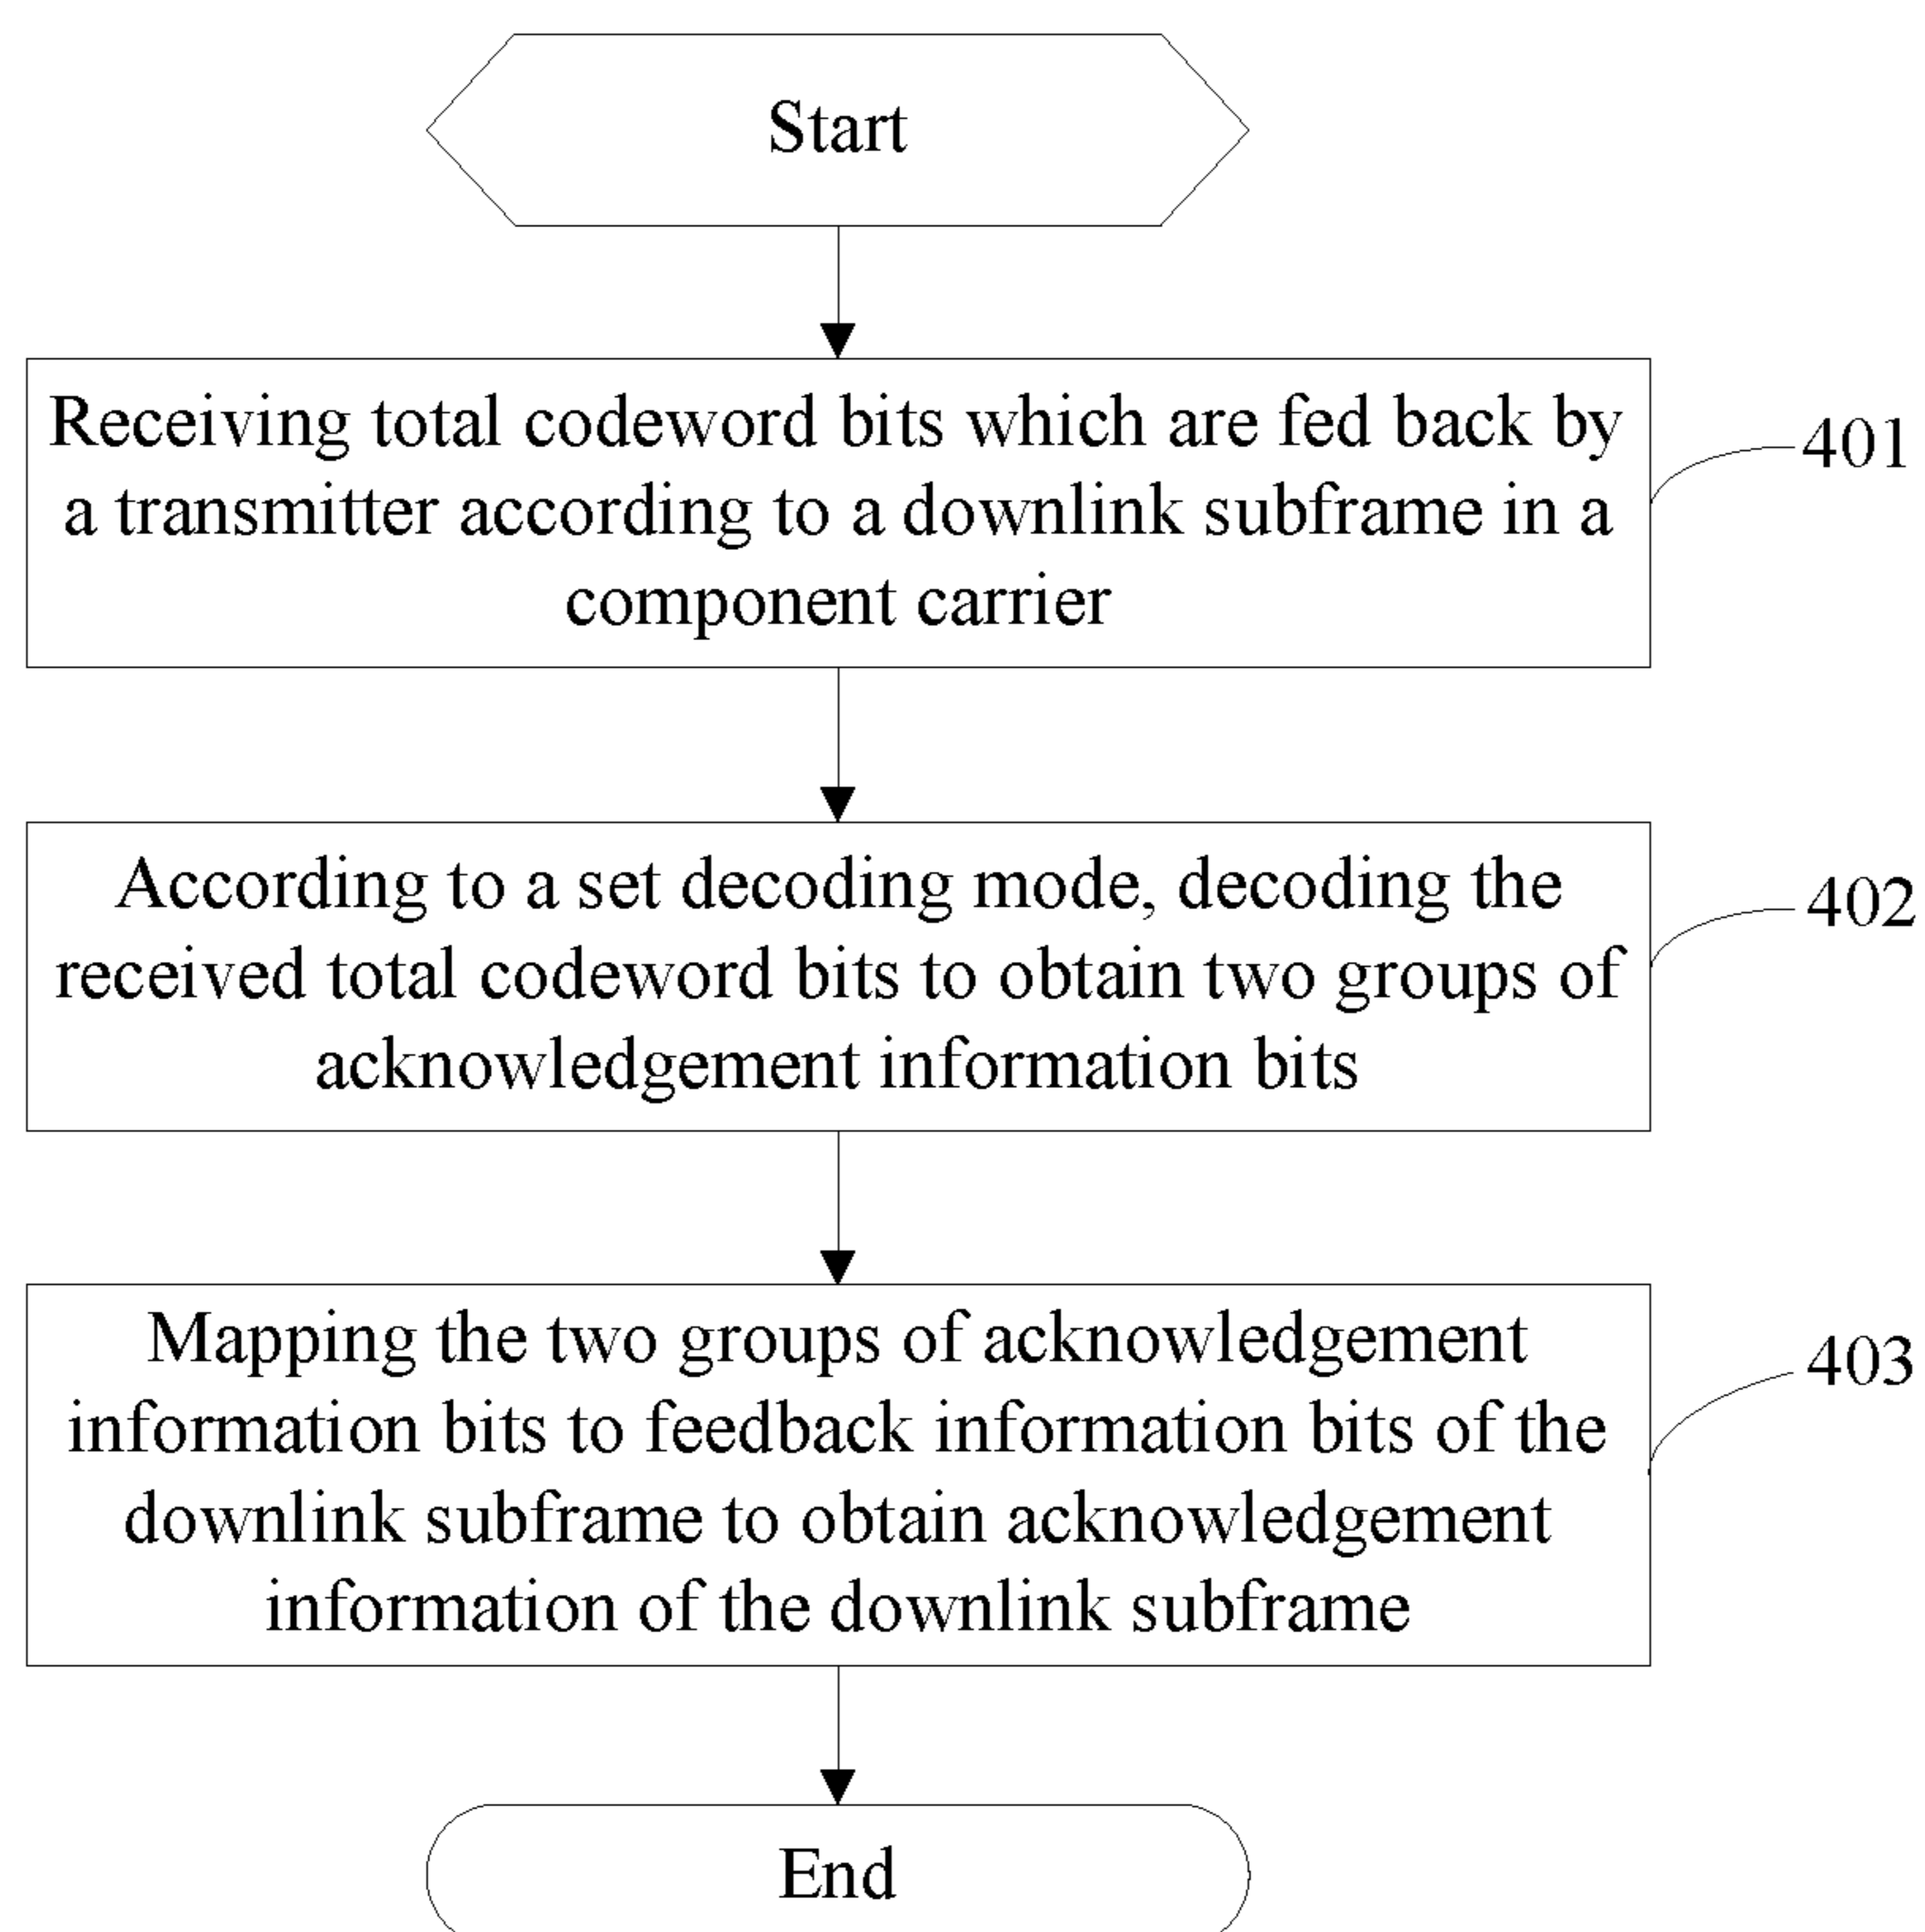 Start
Receiving total codeword bits which are fed back by
a transmitter according to a downlink subframe in a
component carrier
401
According to a set decoding mode, decoding the
received total codeword bits to obtain two groups of
acknowledgement information bits
402
Mapping the two groups of acknowledgement
information bits to feedback information bits of the
downlink subframe to obtain acknowledgement
information of the downlink subframe
403
End